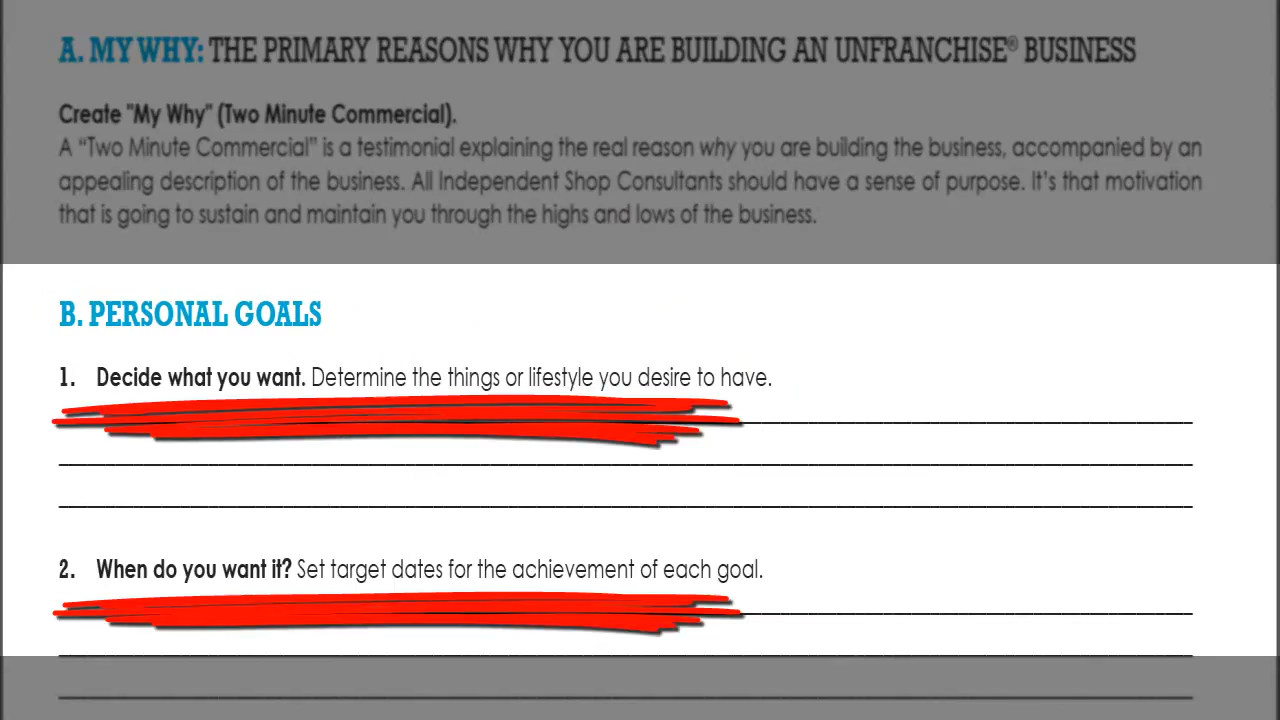 A. MY WHY: THE PRIMARY REASONS WHY YOU ARE BUILDING AN UNFRANCHISE® BUSINESS
Create "My Why" (Two Minute Commercial).
A “Two Minute Commercial” is a testimonial explaining the real reason why you are building the business, accompanied by an
appealing description of the business. All Independent Shop Consultants should have a sense of purpose. It’s that motivation
that is going to sustain and maintain you through the highs and lows of the business.
B. PERSONAL GOALS
1. Decide what you want. Determine the things or lifestyle you desire to have.
2. When do you want it? Set target dates for the achievement of each goal.